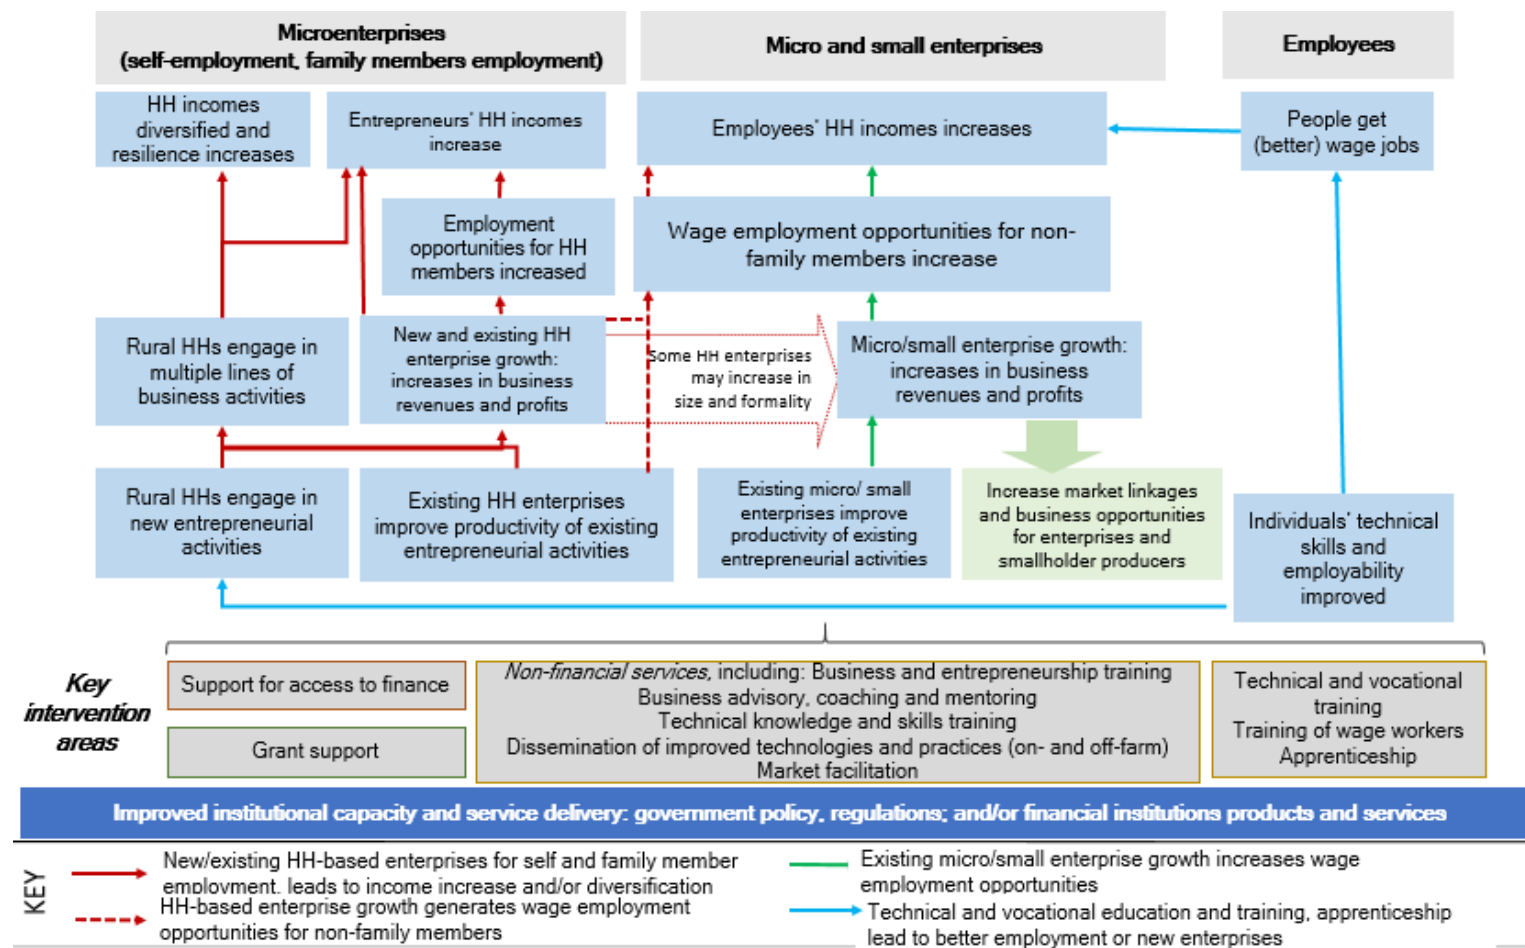 Microenterprises
(self-employment, family members employment)
Micro and small enterprises
Employees
HH incomes
diversified and
resilience increases
Entrepreneurs' HH incomes
increase
Employees' HH incomes increases
People get
(better) wage jobs
Employment
opportunities for HH
members increased
Wage employment opportunities for non-
family members increase
Rural HHs engage in
multiple lines of
business activities
New and existing HH
enterprise growth:
increases in business
revenues and profits
Some HH enterprises
may increase in
size and formality
Micro/small enterprise growth:
increases in business
revenues and profits
Rural HHs engage in
new entrepreneurial
activities
Existing HH enterprises
improve productivity of existing
entrepreneurial activities
Existing micro/ small
enterprises improve
productivity of existing
entrepreneurial activities
Increase market linkages
and business opportunities
for enterprises and
smallholder producers
Individuals' technical
skills and
employability
improved
Key
intervention
areas
Support for access to finance
Grant support
Non-financial services, including: Business and entrepreneurship training
Business advisory, coaching and mentoring
Technical knowledge and skills training
Dissemination of improved technologies and practices (on- and off-farm)
Market facilitation
Technical and vocational
training
Training of wage workers
Apprenticeship
Improved institutional capacity and service delivery: government policy, regulations; and/or financial institutions products and services
KEY
New/existing HH-based enterprises for self and family member
employment. leads to income increase and/or diversification
HH-based enterprise growth generates wage employment
opportunities for non-family members
Existing micro/small enterprise growth increases wage
employment opportunities
Technical and vocational education and training, apprenticeship
lead to better employment or new enterprises